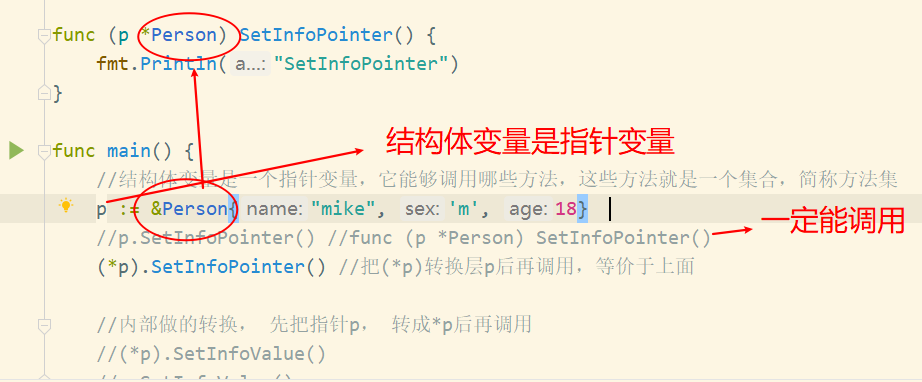 func (p *Person) SetInfoPointer() {
fmt.Println( a...: "SetInfoPointer")
}
结构体变量是指针变量
func main() {
//结构体变量是一个指针变量，它能够调用哪些方法，这些方法就是一个集合，简称方法集
p := &Person{ name: "mike", sex: 'm', age: 18}
//p.SetInfoPointer() //func (p *Person) SetInfoPointer()
一定能调用
(*p).SetInfoPointer() //把(*p)转换层p后再调用，等价于上面
//内部做的转换， 先把指针p， 转成*p后再调用
//(*p).SetInfoValue()